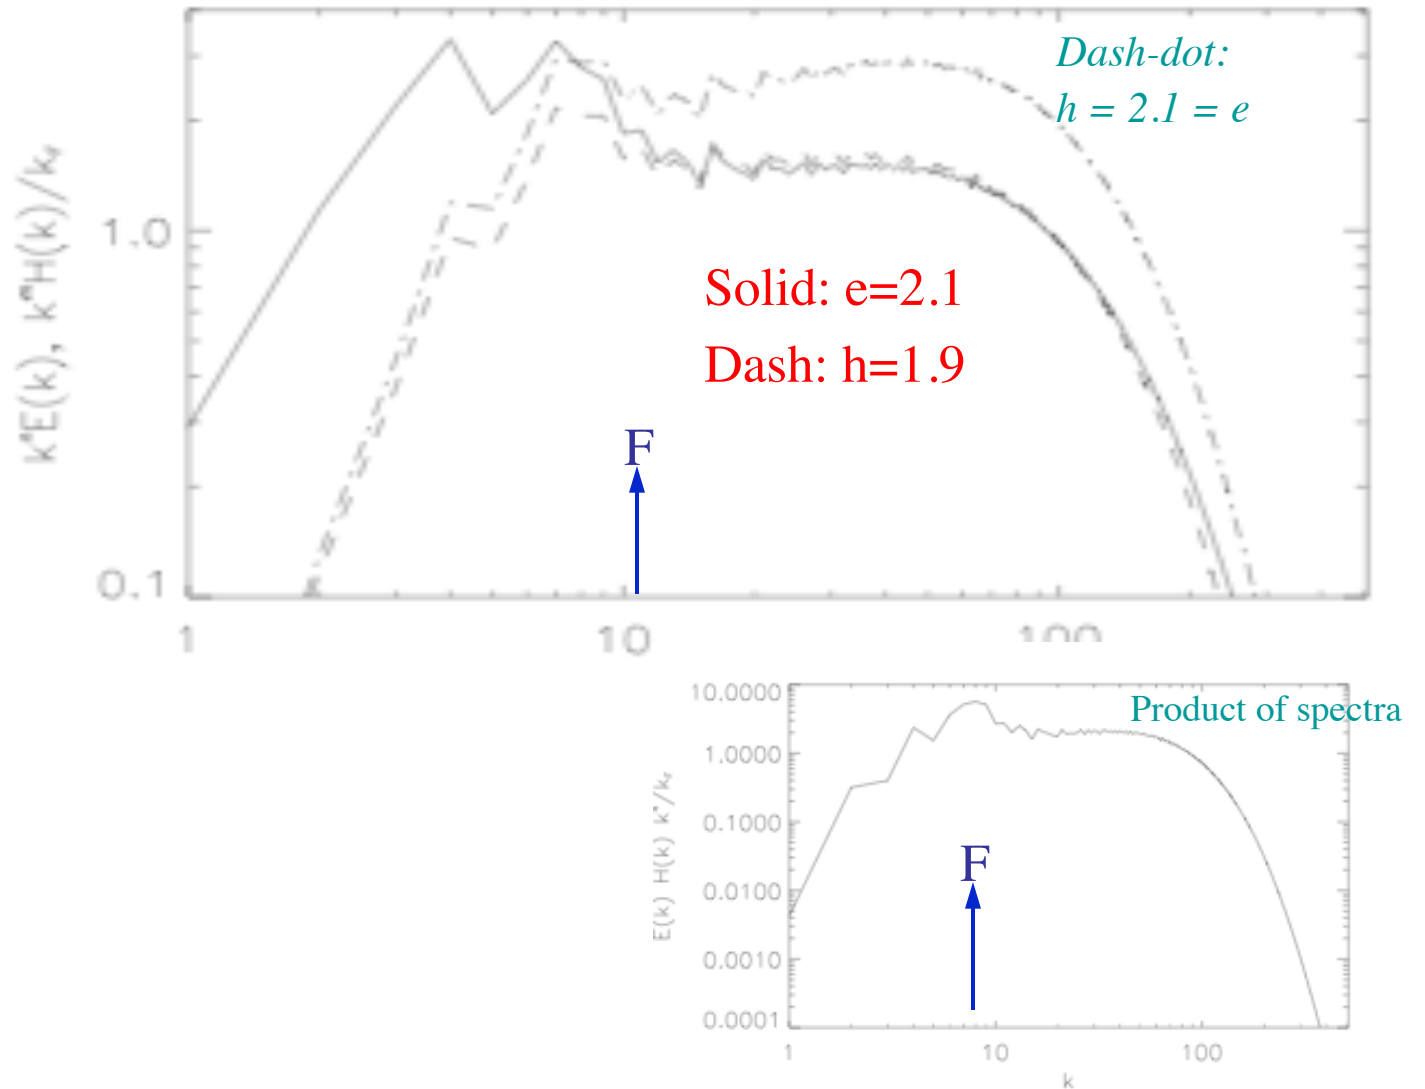 Dash-dot:
h = 2.1 = e
1.0
Solid: e=2.1
Dash: h=1.9
F
0.1
1
10
100
10.0000
Product of spectra
1.0000
0.1000
F
0.0100
0.0010
0.0001
1
10
100
k